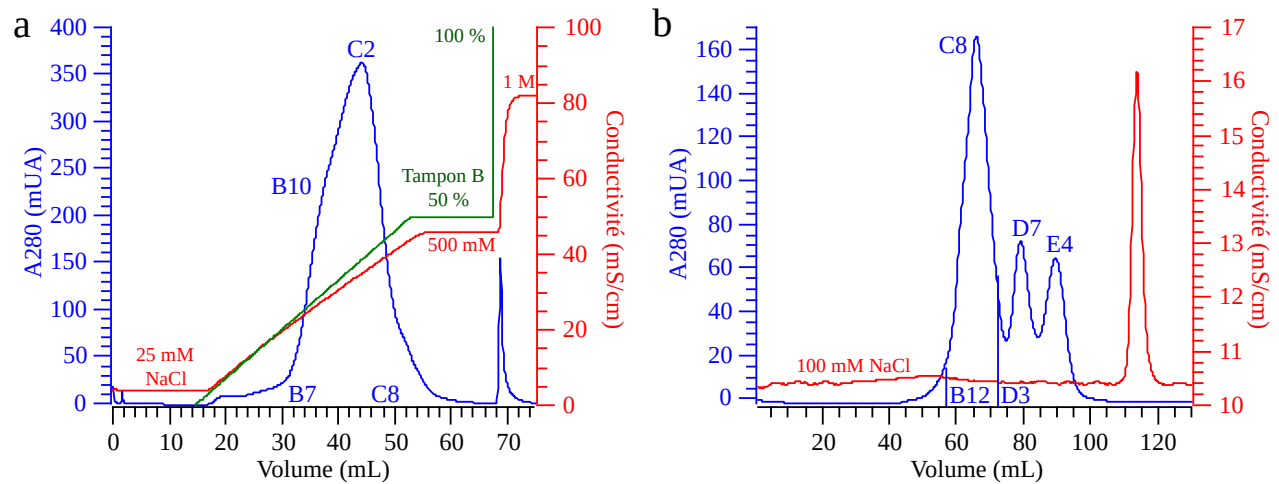 a
400
350
300
250
200
150
100
50
0
A280 (mUA)
0
10
20
30
40
50
60
70
Volume (mL)
100
80
60
40
20
0
Conductivité (mS/cm)
C2
100 %
1 M
B10
Tampon B
50 %
500 mM
25 mM
NaCl
B7
C8
b
160
140
120
100
80
60
40
20
0
A280 (mUA)
20
40
60
80
100
120
Volume (mL)
17
16
15
14
13
12
11
10
Conductivité (mS/cm)
C8
D7
E4
100 mM NaCl
B12
D3